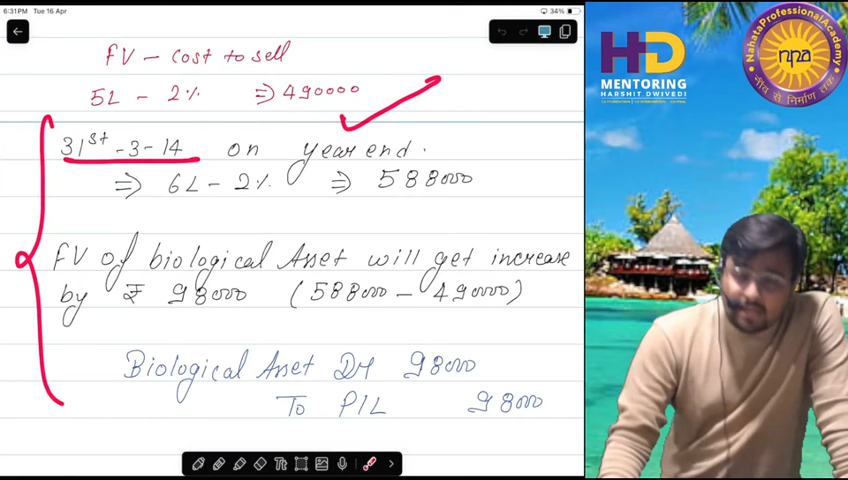 6:31PM Tue 16 Apr
34%
FV - cost to sell
5L - 2% ⇒ 490000
31st -3-14 on year end.
⇒ 6L - 2% ⇒ 588000
FV of biological Asset will get increase
by ₹ 98000 (588000 - 490000)
Biological Asset Dr 98000
To P/L 98000
HD
MENTORING
HARSHIT DWIVEDI
NahataProfessionalAcademy
npa
नींव से निर्माण तक